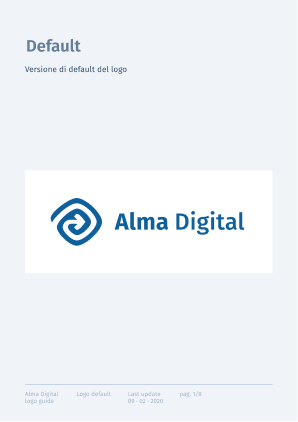 Default
Versione di default del logo
Alma Digital
Alma Digital Logo default Last update pag. 1/8
logo guide 09 - 02 - 2026